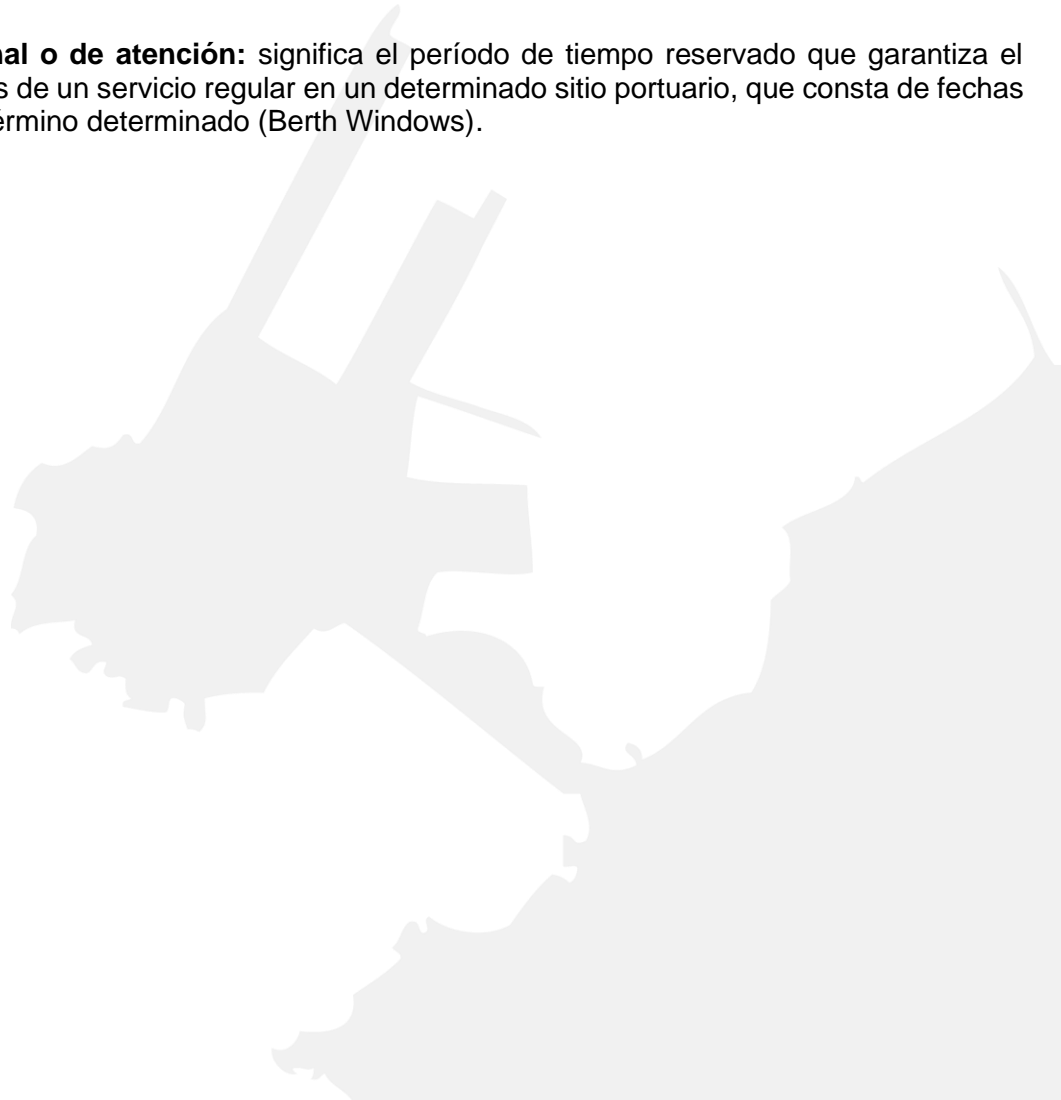 nal o de atención: significa el período de tiempo reservado que garantiza el
s de un servicio regular en un determinado sitio portuario, que consta de fechas
érmino determinado (Berth Windows).